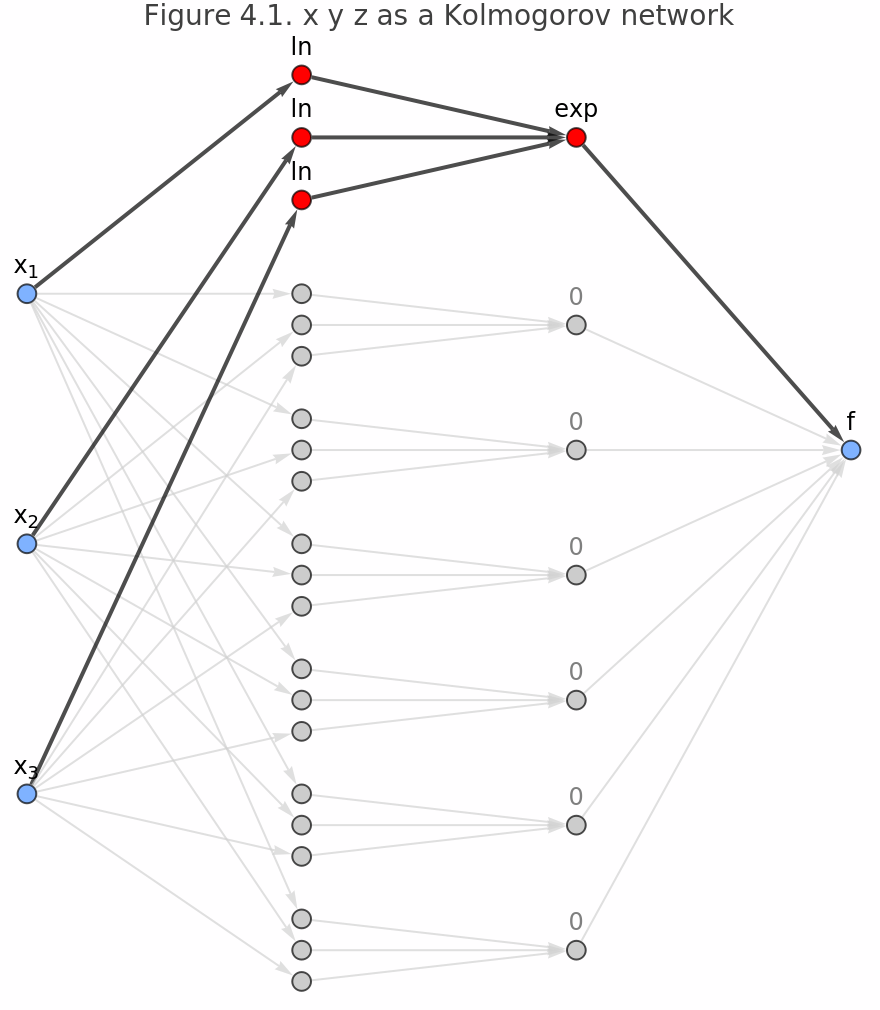 Figure 4.1. x y z as a Kolmogorov network
ln
ln
exp
ln
x₁
0
0
f
x₂
0
0
x₃
0
0